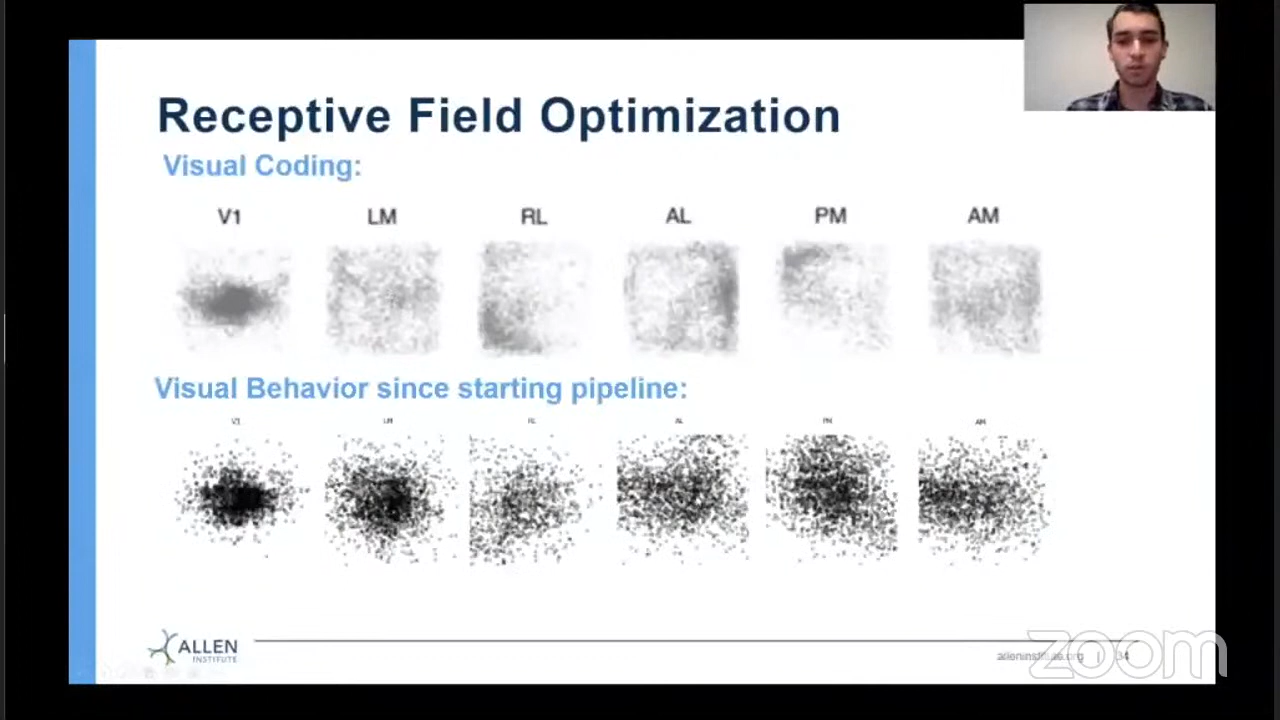 Receptive Field Optimization
Visual Coding:
V1 LM RL AL PM AM
Visual Behavior since starting pipeline:
V1 LM RL AL PM AM
ALLEN
INSTITUTE
alleninstitute.org | 34
zoom